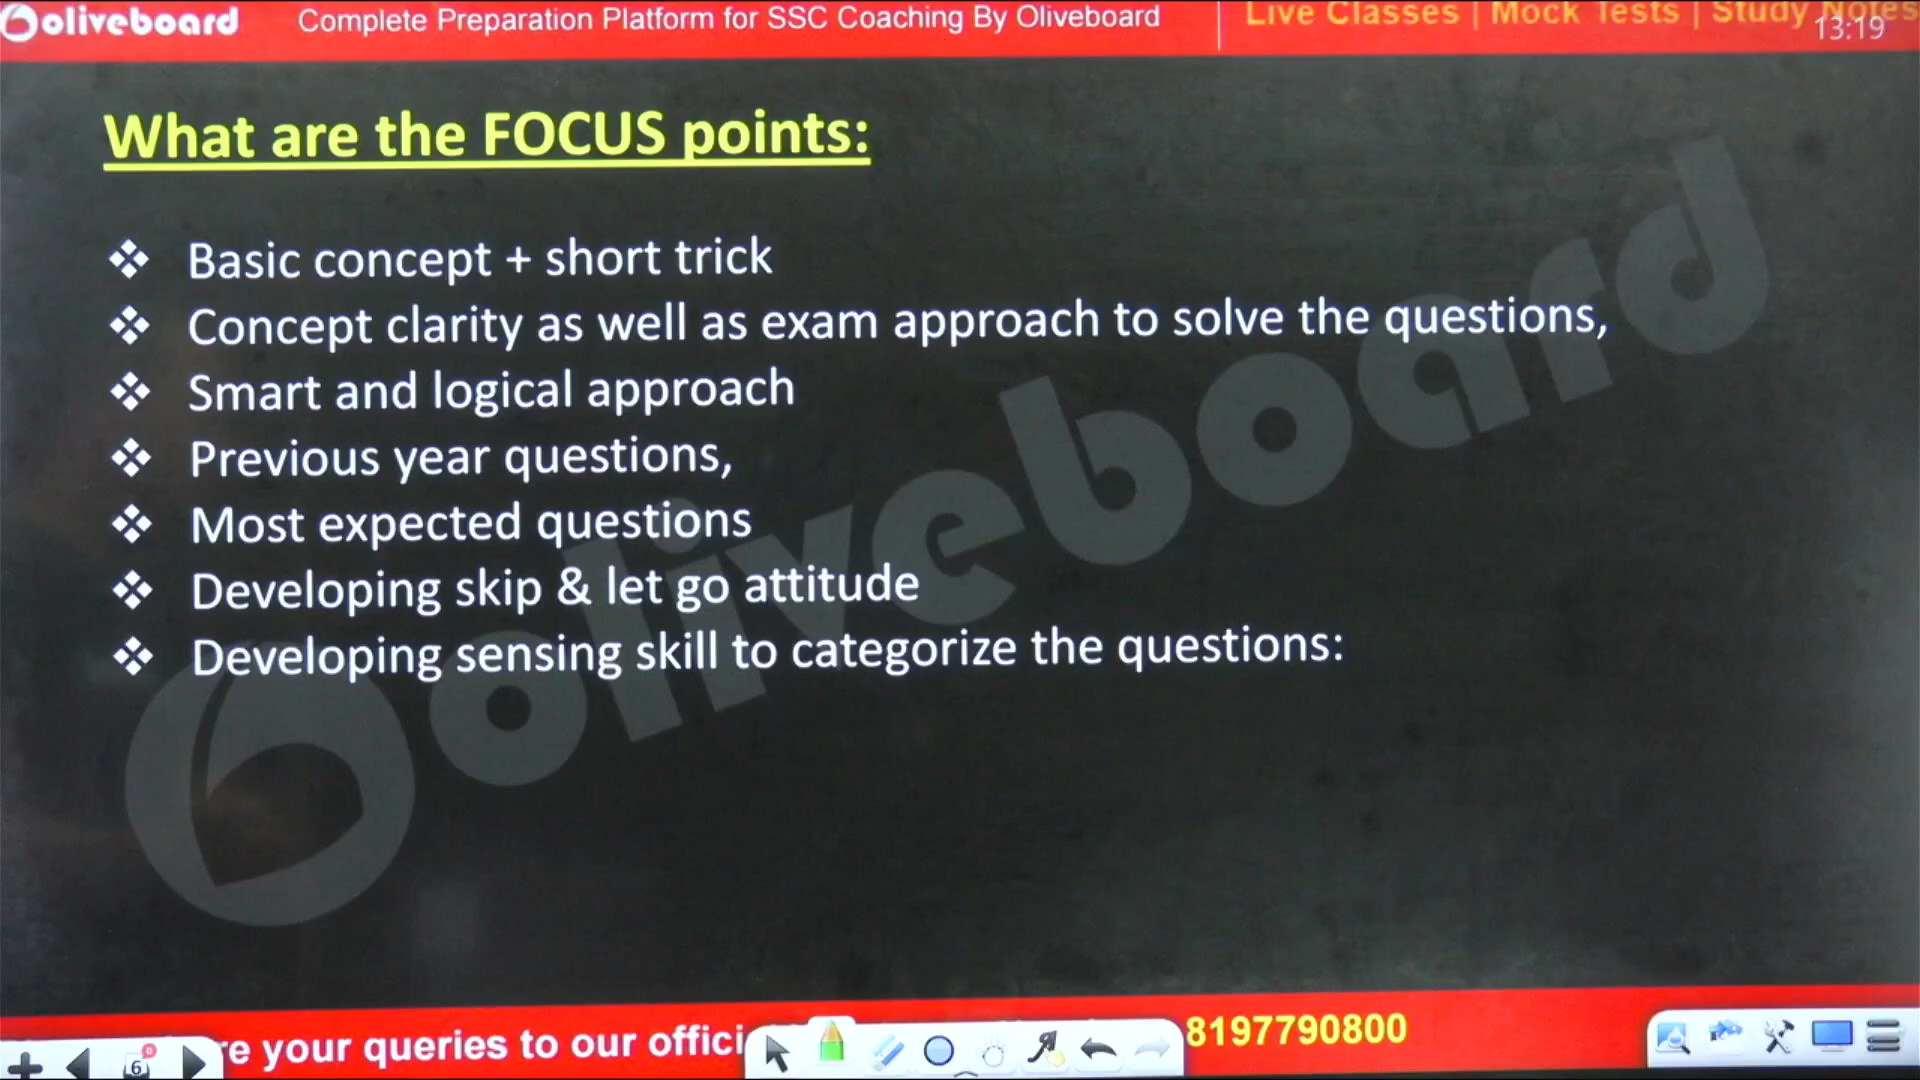 oliveboard
Complete Preparation Platform for SSC Coaching By Oliveboard
Live Classes | Mock Tests | Study Notes
13:19
What are the FOCUS points:
Basic concept + short trick
Concept clarity as well as exam approach to solve the questions,
Smart and logical approach
Previous year questions,
Most expected questions
Developing skip & let go attitude
Developing sensing skill to categorize the questions:
oliveboard
re your queries to our offici
8197790800
6
0